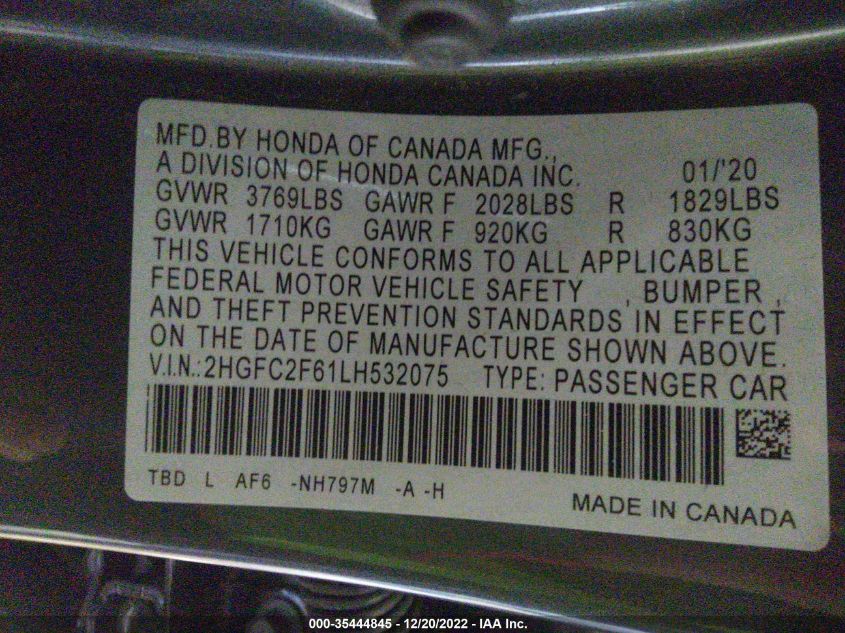 MFD.BY HONDA OF CANADA MFG.,
A DIVISION OF HONDA CANADA INC. 01/'20
GVWR 3769LBS GAWR F 2028LBS R 1829LBS
GVWR 1710KG GAWR F 920KG R 830KG
THIS VEHICLE CONFORMS TO ALL APPLICABLE
FEDERAL MOTOR VEHICLE SAFETY , BUMPER ,
AND THEFT PREVENTION STANDARDS IN EFFECT
ON THE DATE OF MANUFACTURE SHOWN ABOVE.
V.I.N.:2HGFC2F61LH532075 TYPE: PASSENGER CAR
TBD L AF6 -NH797M -A -H
MADE IN CANADA
000-35444845 - 12/20/2022 - IAA Inc.